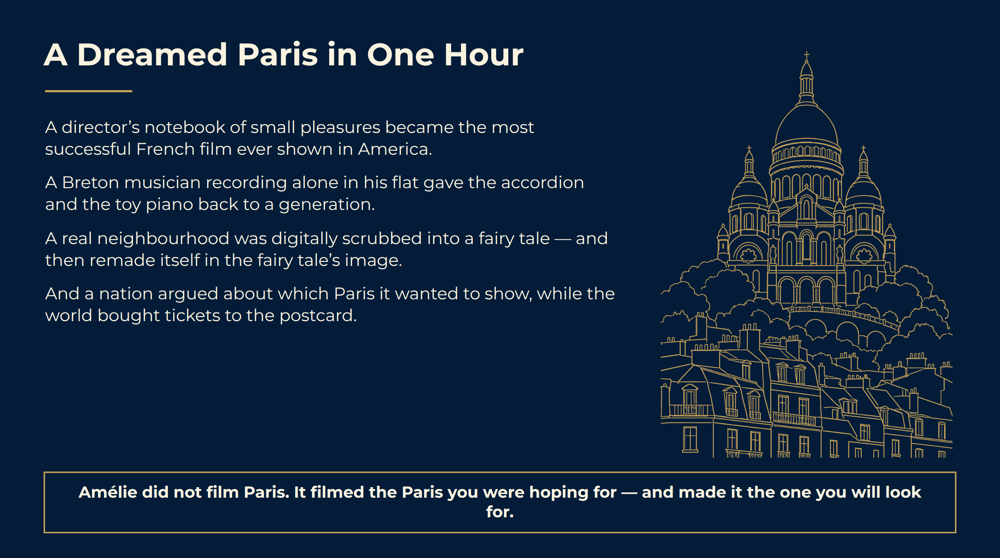 A Dreamed Paris in One Hour
A director’s notebook of small pleasures became the most
successful French film ever shown in America.
A Breton musician recording alone in his flat gave the accordion
and the toy piano back to a generation.
A real neighbourhood was digitally scrubbed into a fairy tale — and
then remade itself in the fairy tale’s image.
And a nation argued about which Paris it wanted to show, while the
world bought tickets to the postcard.
Amélie did not film Paris. It filmed the Paris you were hoping for — and made it the one you will look
for.